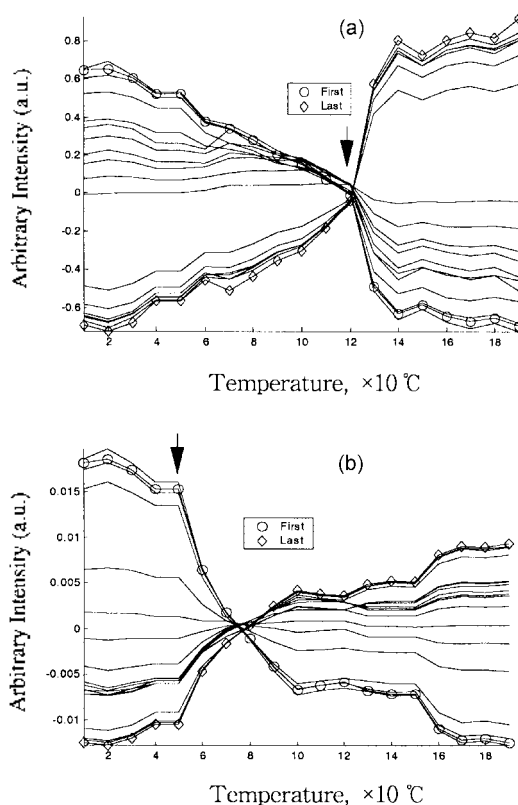 (a)
0.8
0.6
0.4
0.2
0
-0.2
-0.4
-0.6
Arbitrary Intensity (a.u.)
First
Last
2 4 6 8 10 12 14 16 18
Temperature, ×10 ℃
(b)
0.015
0.01
0.005
0
-0.005
-0.01
Arbitrary Intensity (a.u.)
First
Last
2 4 6 8 10 12 14 16 18
Temperature, ×10 ℃